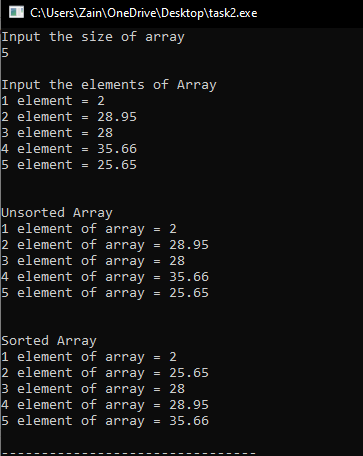 C:\Users\Zain\OneDrive\Desktop\task2.exe
Input the size of array
5
Input the elements of Array
1 element = 2
2 element = 28.95
3 element = 28
4 element = 35.66
5 element = 25.65
Unsorted Array
1 element of array = 2
2 element of array = 28.95
3 element of array = 28
4 element of array = 35.66
5 element of array = 25.65
Sorted Array
1 element of array = 2
2 element of array = 25.65
3 element of array = 28
4 element of array = 28.95
5 element of array = 35.66
--------------------------------